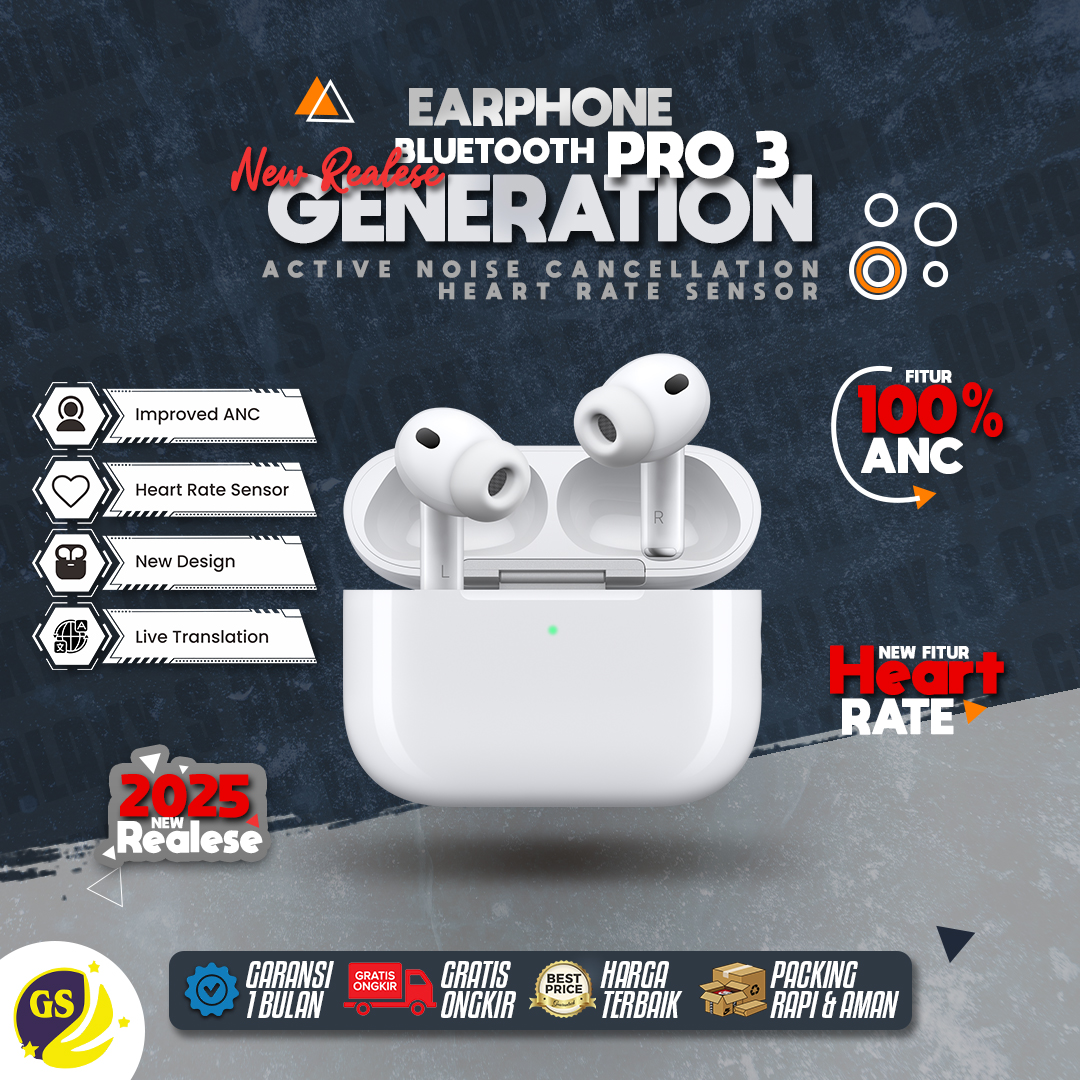 EARPHONE
BLUETOOTH PRO 3
New Realese
GENERATION
ACTIVE NOISE CANCELLATION
HEART RATE SENSOR
Improved ANC
Heart Rate Sensor
New Design
Live Translation
FITUR
100%
ANC
L
R
NEW FITUR
Heart
RATE
2025
NEW
Realese
GS
GARANSI
1 BULAN
GRATIS
ONGKIR
GRATIS
ONGKIR
BEST
PRICE
HARGA
TERBAIK
PACKING
RAPI & AMAN